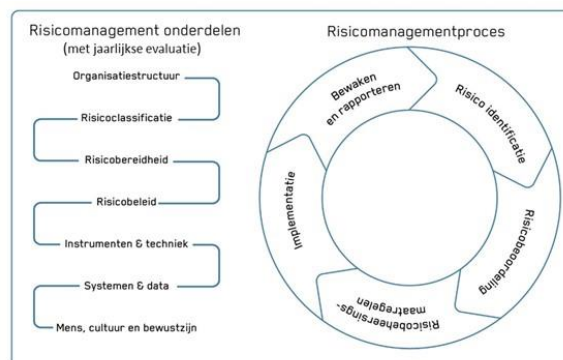 Risicomanagement onderdelen
(met jaarlijkse evaluatie)
Organisatiestructuur
Risicoclassificatie
Risicobereidheid
Risicobeleid
Instrumenten & techniek
Systemen & data
Mens, cultuur en bewustzijn
Risicomanagementproces
Bewaken
en rapporteren
Risico identificatie
Risicobeoordeling
Risicobeheersings-
maatregelen
Implementatie